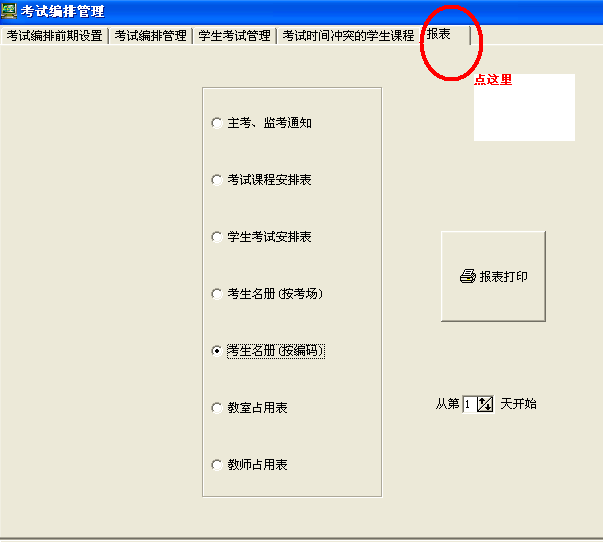 考试编排管理
考试编排前期设置 考试编排管理 学生考试管理 考试时间冲突的学生课程 报表
点这里
主考、监考通知
考试课程安排表
学生考试安排表
考生名册(按考场)
考生名册(按编码)
教室占用表
教师占用表
报表打印
从第 1 天开始